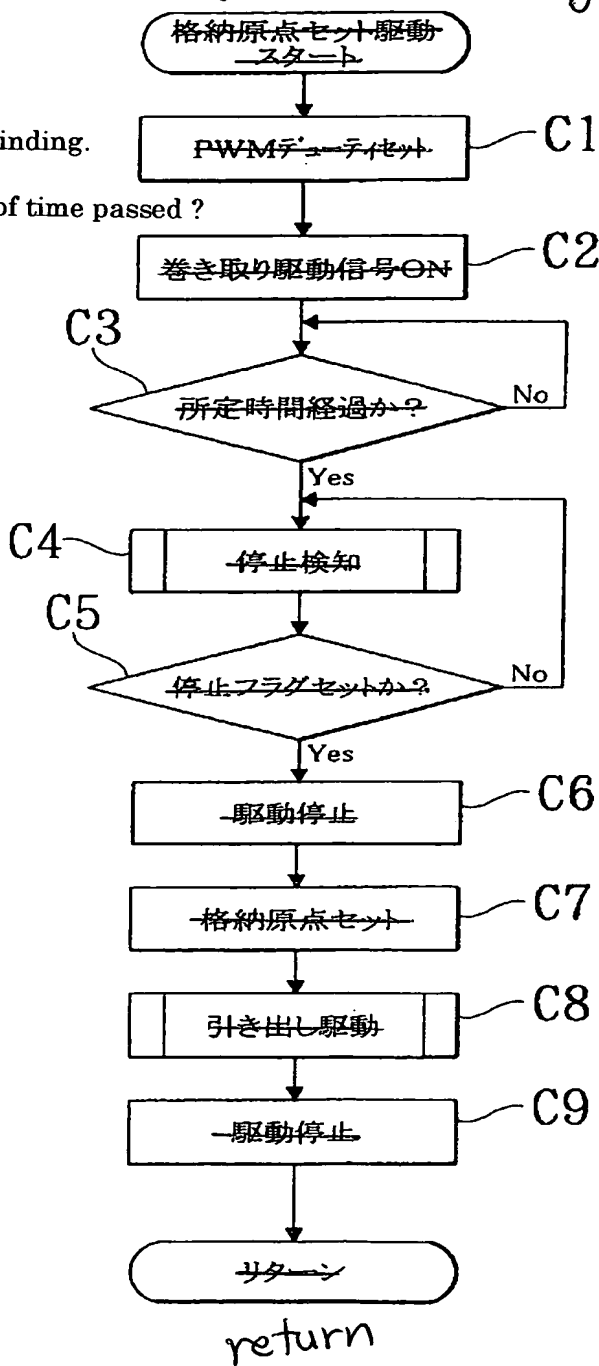 格納原点セット駆動
スタート
inding.
PWMデューティセット
C1
of time passed ?
巻き取り駆動信号ON
C2
C3
所定時間経過か？
No
Yes
C4
停止検知
C5
停止フラグセットか？
No
Yes
駆動停止
C6
格納原点セット
C7
引き出し駆動
C8
駆動停止
C9
リターン
return